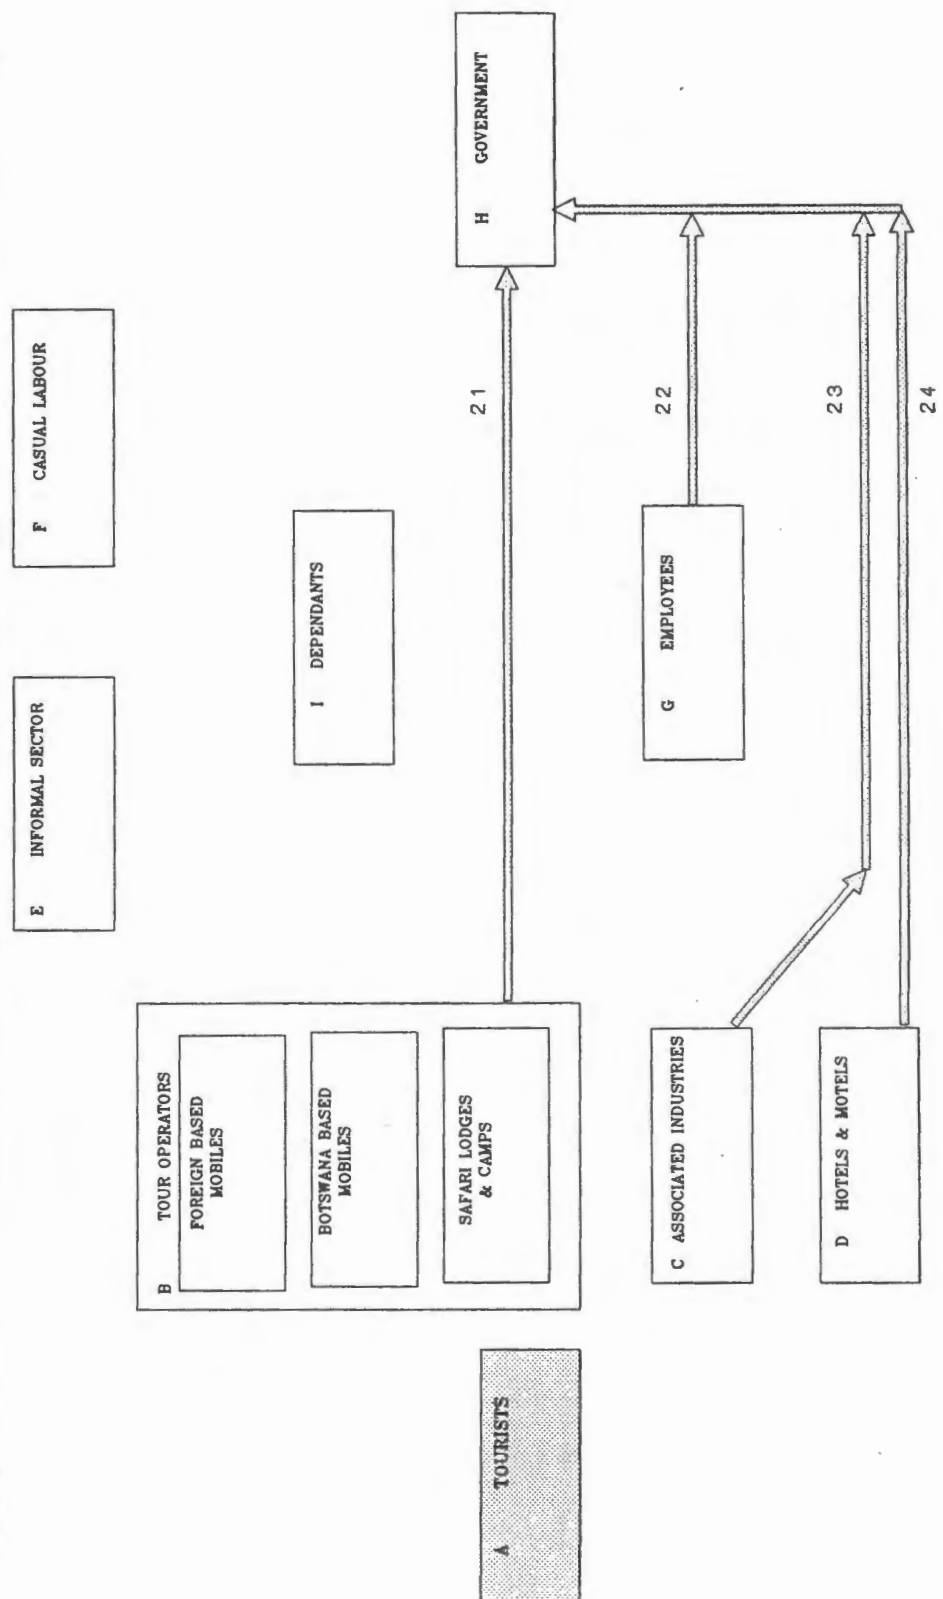 E INFORMAL SECTOR
F CASUAL LABOUR
B TOUR OPERATORS
FOREIGN BASED
MOBILES
I DEPENDANTS
BOTSWANA BASED
MOBILES
A TOURISTS
SAFARI LODGES
& CAMPS
21
H GOVERNMENT
C ASSOCIATED INDUSTRIES
G EMPLOYEES
22
D HOTELS & MOTELS
23
24